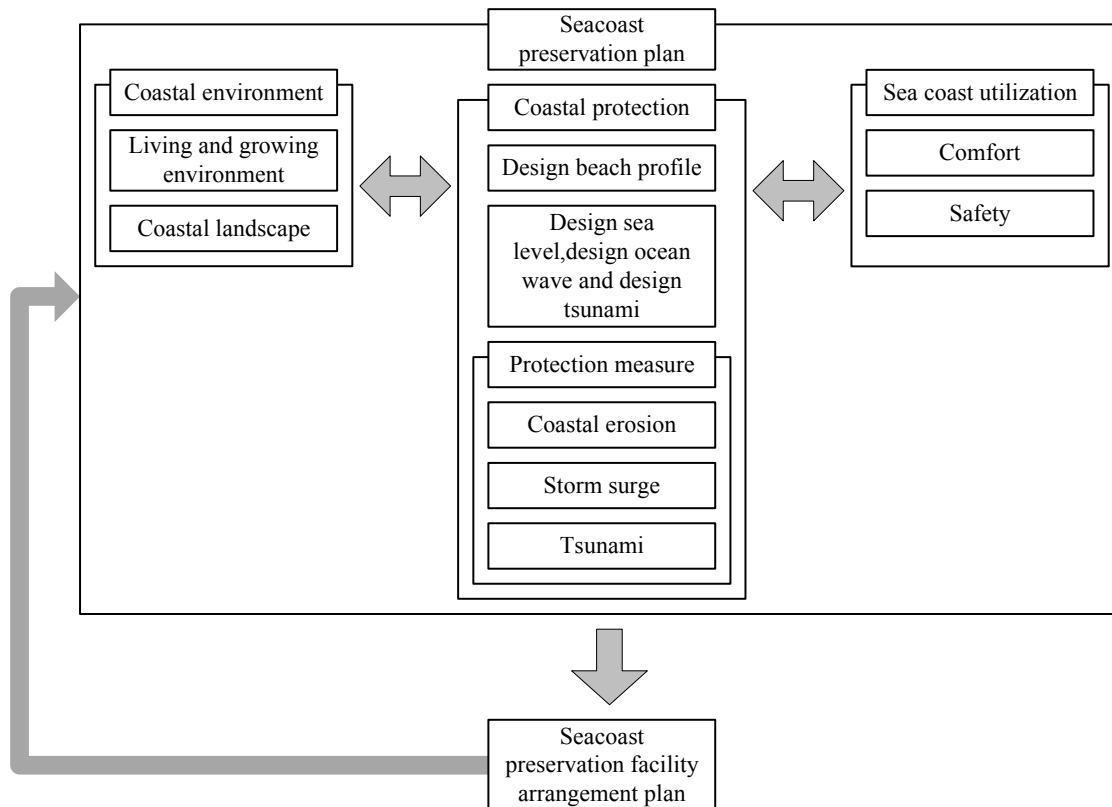 Seacoast
preservation plan
Coastal environment
Living and growing
environment
Coastal landscape
Coastal protection
Design beach profile
Design sea
level,design ocean
wave and design
tsunami
Protection measure
Coastal erosion
Storm surge
Tsunami
Sea coast utilization
Comfort
Safety
Seacoast
preservation facility
arrangement plan